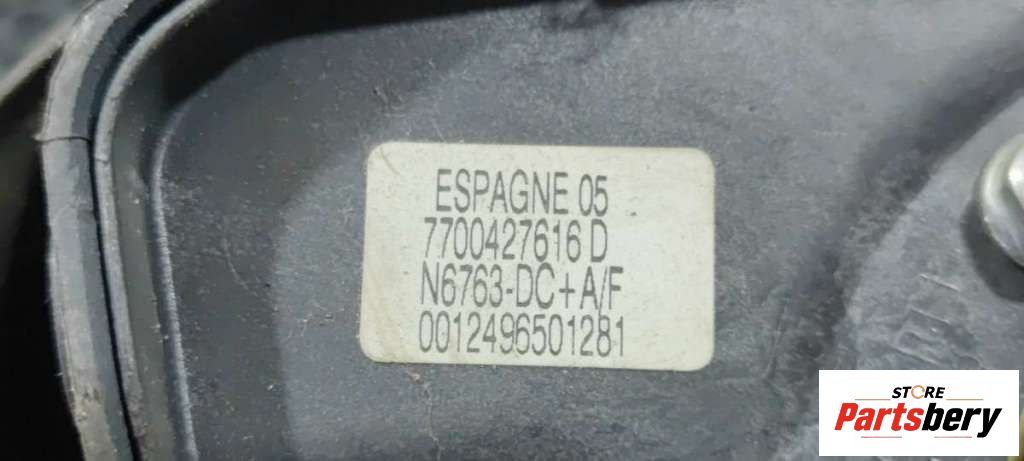 ESPAGNE 05
7700427616 D
N6763-DC+A/F
0012496501281
STORE
Partsbery